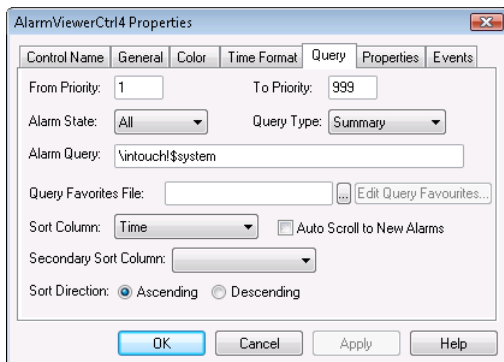 AlarmViewerCtrl4 Properties
Control Name General Color Time Format Query Properties Events
From Priority: 1 To Priority: 999
Alarm State: All Query Type: Summary
Alarm Query: \intouch!$system
Query Favorites File: ... Edit Query Favourites...
Sort Column: Time Auto Scroll to New Alarms
Secondary Sort Column:
Sort Direction: Ascending Descending
OK Cancel Apply Help